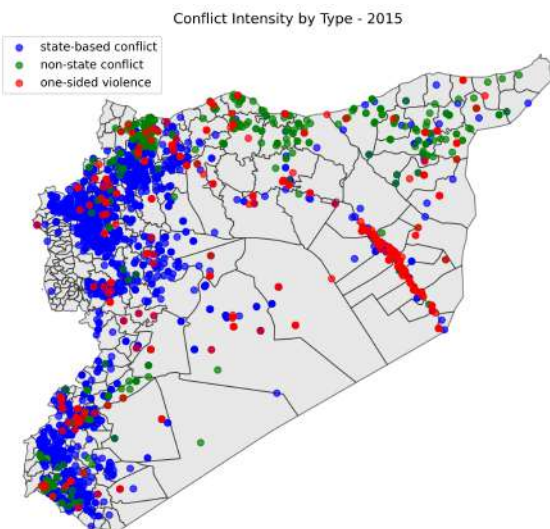 Conflict Intensity by Type - 2015
state-based conflict
non-state conflict
one-sided violence